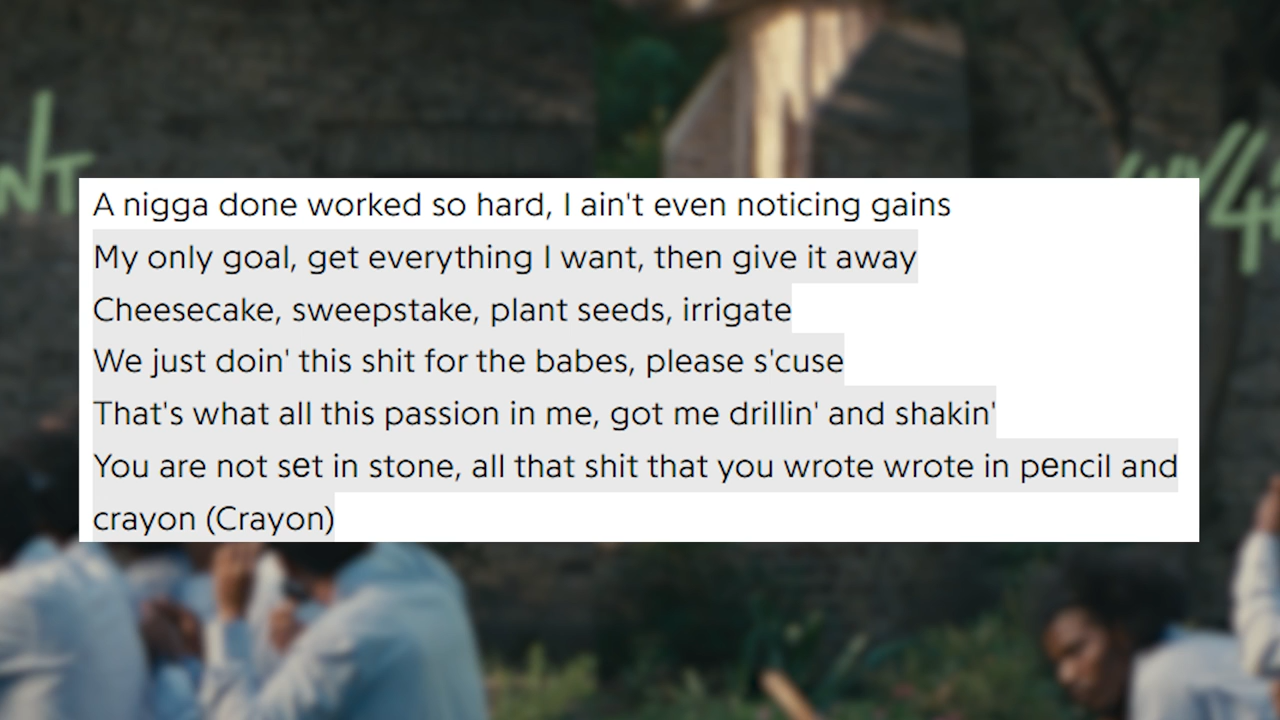 A nigga done worked so hard, I ain't even noticing gains
My only goal, get everything I want, then give it away
Cheesecake, sweepstake, plant seeds, irrigate
We just doin' this shit for the babes, please s'cuse
That's what all this passion in me, got me drillin' and shakin'
You are not set in stone, all that shit that you wrote wrote in pencil and
crayon (Crayon)